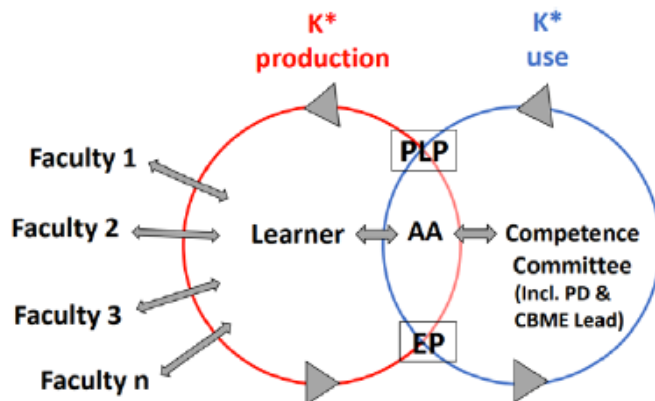 K*
production
K*
use
PLP
Faculty 1
Faculty 2
Learner
AA
Competence
Committee
(Incl. PD &
CBME Lead)
Faculty 3
EP
Faculty n